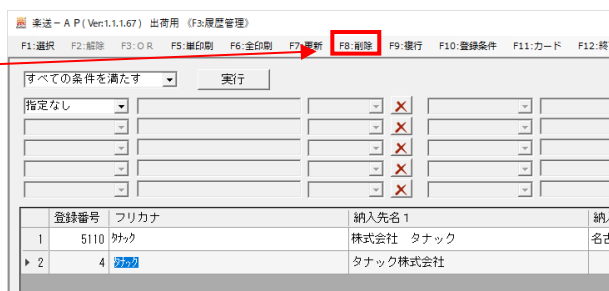 楽送－ＡＰ( Ver:1.1.1.67 ) 出荷用 《F3:履歴管理》
F1:選択 F2:解除 F3:ＯＲ F5:単印刷 F6:全印刷 F7:更新 F8:削除 F9:複行 F10:登録条件 F11:カード F12:終
すべての条件を満たす 実行
指定なし
登録番号 フリカナ 納入先名１ 納
1 5110 ﾀﾅｯｸ 株式会社　タナック 名古
2 4 ﾀﾅｯｸ タナック株式会社